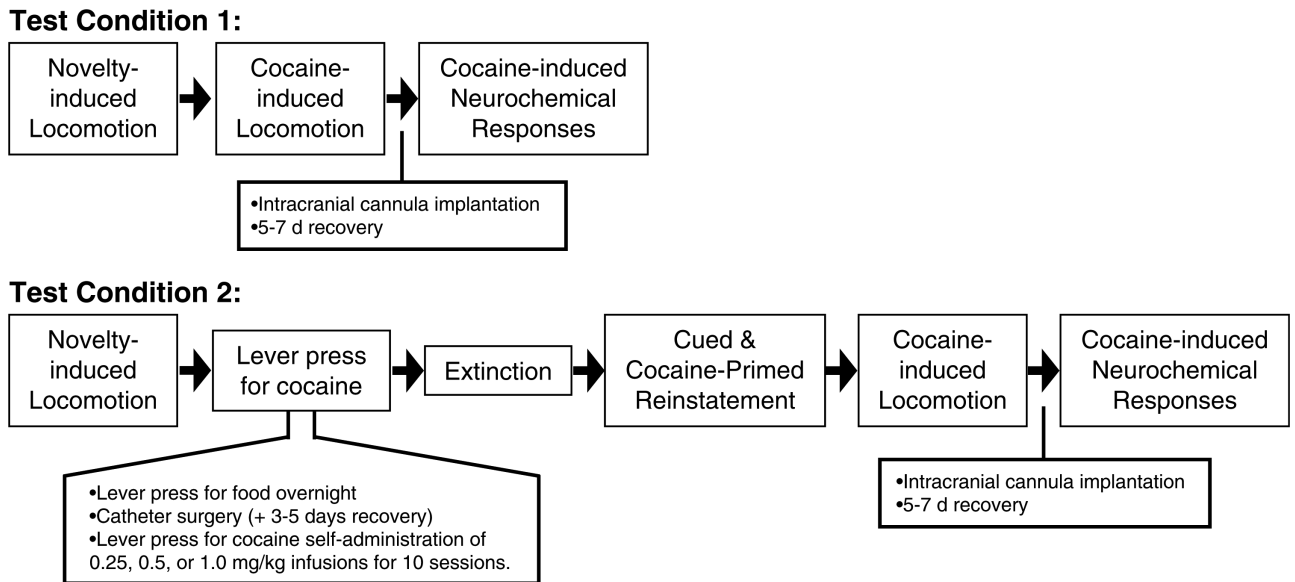 Test Condition 1:
Novelty-
induced
Locomotion
Cocaine-
induced
Locomotion
Cocaine-induced
Neurochemical
Responses
•Intracranial cannula implantation
•5-7 d recovery
Test Condition 2:
Novelty-
induced
Locomotion
Lever press
for cocaine
Extinction
Cued &
Cocaine-Primed
Reinstatement
Cocaine-
induced
Locomotion
Cocaine-induced
Neurochemical
Responses
•Lever press for food overnight
•Catheter surgery (+ 3-5 days recovery)
•Lever press for cocaine self-administration of
0.25, 0.5, or 1.0 mg/kg infusions for 10 sessions.
•Intracranial cannula implantation
•5-7 d recovery